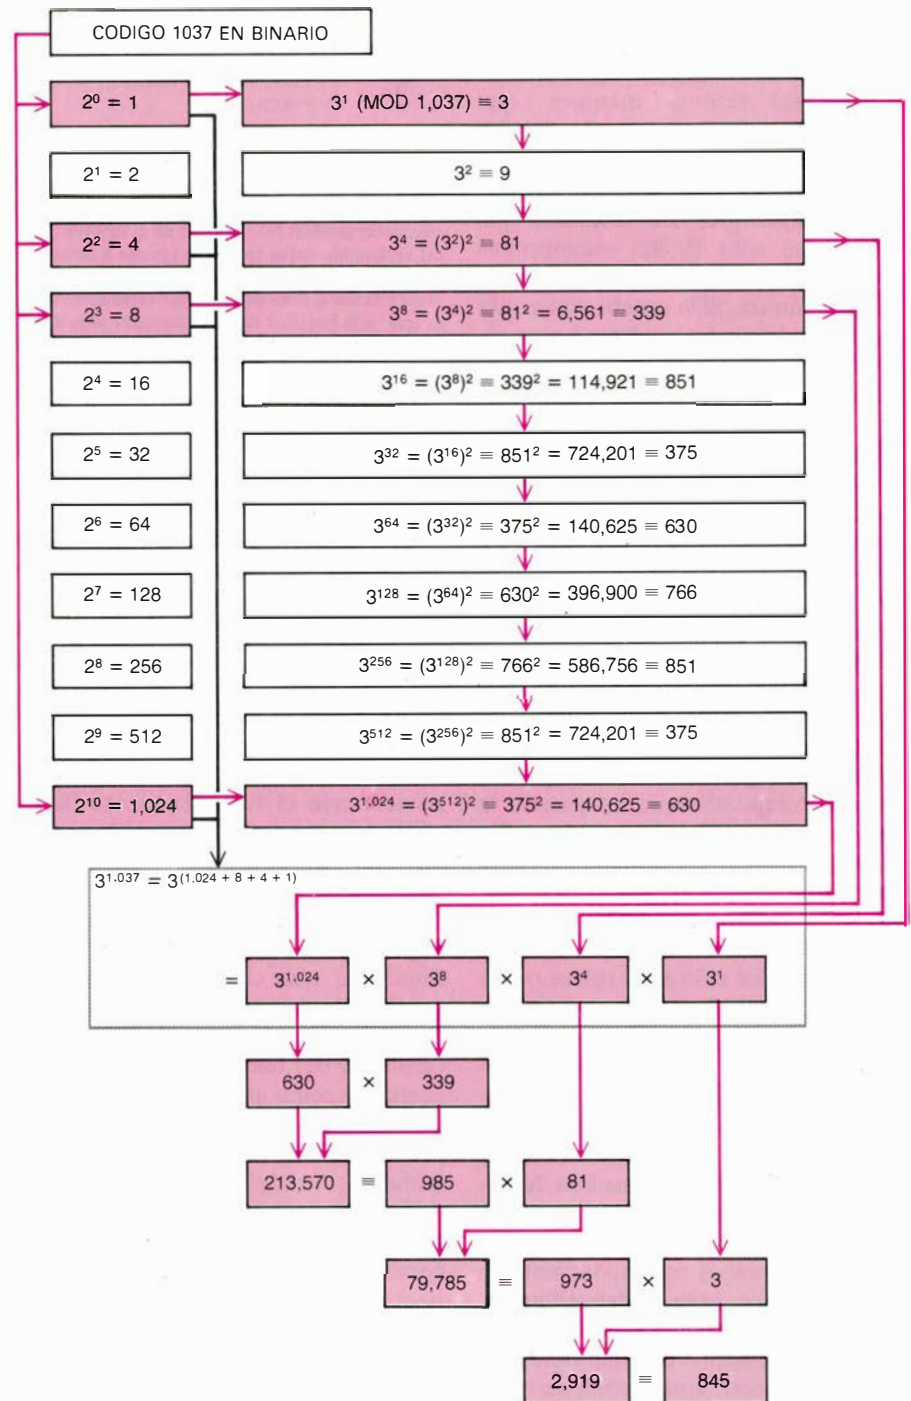 CODIGO 1037 EN BINARIO
2⁰ = 1 3¹ (MOD 1,037) ≡ 3
2¹ = 2 3² ≡ 9
2² = 4 3⁴ = (3²)² ≡ 81
2³ = 8 3⁸ = (3⁴)² ≡ 81² = 6,561 ≡ 339
2⁴ = 16 3¹⁶ = (3⁸)² ≡ 339² = 114,921 ≡ 851
2⁵ = 32 3³² = (3¹⁶)² ≡ 851² = 724,201 ≡ 375
2⁶ = 64 3⁶⁴ = (3³²)² ≡ 375² = 140,625 ≡ 630
2⁷ = 128 3¹²⁸ = (3⁶⁴)² ≡ 630² = 396,900 ≡ 766
2⁸ = 256 3²⁵⁶ = (3¹²⁸)² ≡ 766² = 586,756 ≡ 851
2⁹ = 512 3⁵¹² = (3²⁵⁶)² ≡ 851² = 724,201 ≡ 375
2¹⁰ = 1,024 3¹·⁰²⁴ = (3⁵¹²)² ≡ 375² = 140,625 ≡ 630
3¹·⁰³⁷ = 3⁽¹·⁰²⁴ ⁺ ⁸ ⁺ ⁴ ⁺ ¹⁾
= 3¹·⁰²⁴ × 3⁸ × 3⁴ × 3¹
630 × 339
213,570 ≡ 985 × 81
79,785 ≡ 973 × 3
2,919 ≡ 845